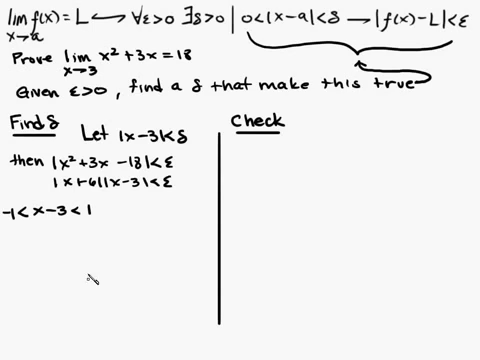 lim f(x) = L ⟷ ∀ε>0 ∃δ>0 | 0<|x-a|<δ → |f(x)-L|<ε
x→a
Prove lim x² + 3x = 18
x→3
Given ε>0, find a δ that make this true
Find δ
Let |x-3|<δ
then |x²+3x-18|<ε
|x+6||x-3|<ε
-1<x-3<1
Check